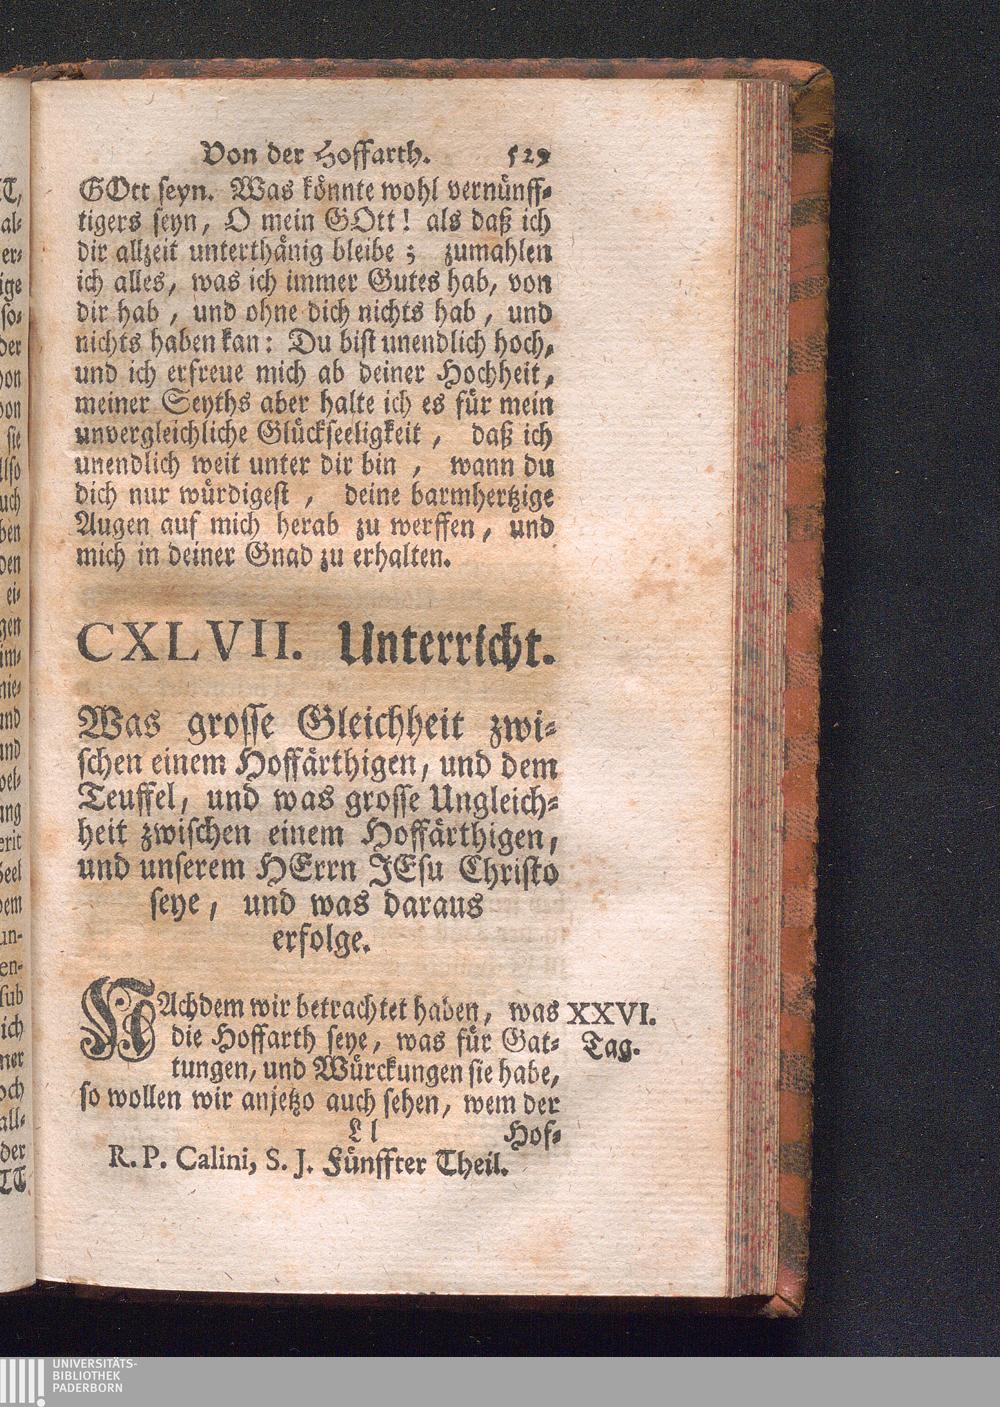 Von der Hoffarth. 529
GOtt seyn. Was könnte wohl vernünff-
tigers seyn, O mein GOtt! als daß ich
dir allzeit unterthänig bleibe; zumahlen
ich alles, was ich immer Gutes hab, von
dir hab, und ohne dich nichts hab, und
nichts haben kan: Du bist unendlich hoch,
und ich erfreue mich ab deiner Hochheit,
meiner Seyths aber halte ich es für mein
unvergleichliche Glückseeligkeit, daß ich
unendlich weit unter dir bin, wann du
dich nur würdigest, deine barmhertzige
Augen auf mich herab zu werffen, und
mich in deiner Gnad zu erhalten.
CXLVII. Unterricht.
Was grosse Gleichheit zwi-
schen einem Hoffärthigen, und dem
Teuffel, und was grosse Ungleich-
heit zwischen einem Hoffärthigen,
und unserem HErrn JEsu Christo
seye, und was daraus
erfolge.
NAchdem wir betrachtet haben, was XXVI.
die Hoffarth seye, was für Gat- Tag.
tungen, und Würckungen sie habe,
so wollen wir anjetzo auch sehen, wem der
Ll Hof-
R. P. Calini, S. J. Fünffter Theil.
UNIVERSITÄTS-
BIBLIOTHEK
PADERBORN